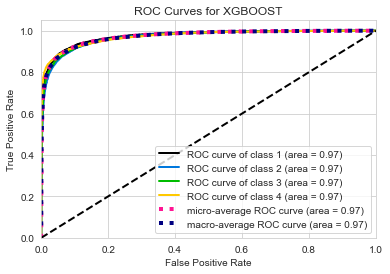 ROC Curves for XGBOOST
1.0
0.8
0.6
0.4
0.2
0.0
True Positive Rate
ROC curve of class 1 (area = 0.97)
ROC curve of class 2 (area = 0.97)
ROC curve of class 3 (area = 0.97)
ROC curve of class 4 (area = 0.97)
micro-average ROC curve (area = 0.97)
macro-average ROC curve (area = 0.97)
0.0 0.2 0.4 0.6 0.8 1.0
False Positive Rate